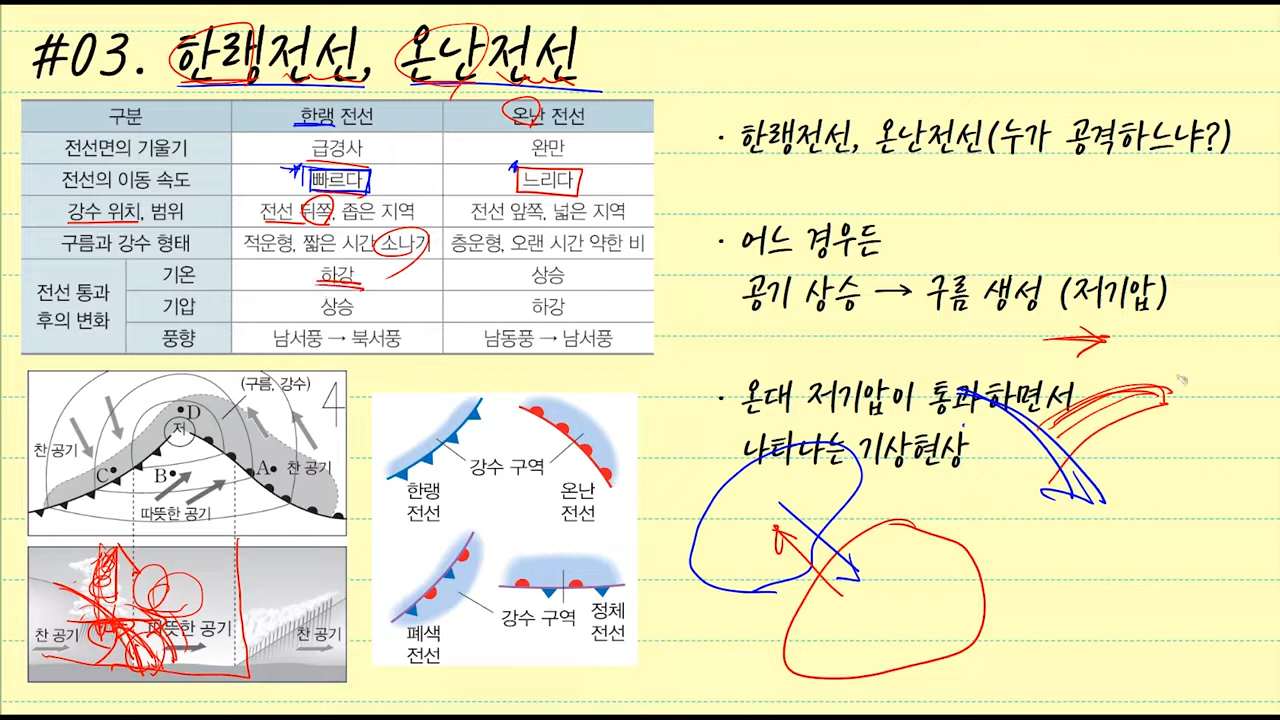 #03. 한랭전선, 온난전선
구분 한랭 전선 온난 전선
전선면의 기울기 급경사 완만
전선의 이동 속도 빠르다 느리다
강수 위치, 범위 전선 뒤쪽, 좁은 지역 전선 앞쪽, 넓은 지역
구름과 강수 형태 적운형, 짧은 시간 소나기 층운형, 오랜 시간 약한 비
전선 통과 후의 변화
기온 하강 상승
기압 상승 하강
풍향 남서풍 → 북서풍 남동풍 → 남서풍
(구름, 강수)
4
D
저
찬 공기
C
B
A
찬 공기
따뜻한 공기
찬 공기
따뜻한 공기
찬 공기
강수 구역
한랭 전선
온난 전선
강수 구역
폐색 전선
정체 전선
· 한랭전선, 온난전선(누가 공격하느냐?)
· 어느 경우든
공기 상승 → 구름 생성 (저기압)
· 온대 저기압이 통과하면서
나타나는 기상현상